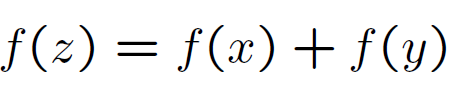 f(z) = f(x) + f(y)